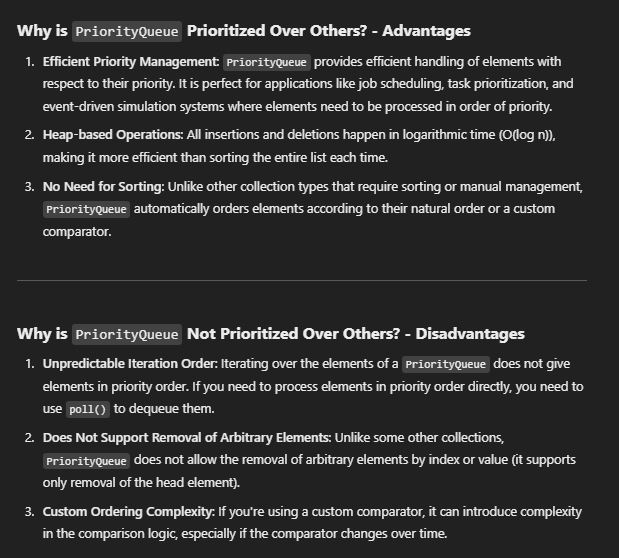 Why is PriorityQueue Prioritized Over Others? - Advantages
1. Efficient Priority Management: PriorityQueue provides efficient handling of elements with
respect to their priority. It is perfect for applications like job scheduling, task prioritization, and
event-driven simulation systems where elements need to be processed in order of priority.
2. Heap-based Operations: All insertions and deletions happen in logarithmic time (O(log n)),
making it more efficient than sorting the entire list each time.
3. No Need for Sorting: Unlike other collection types that require sorting or manual management,
PriorityQueue automatically orders elements according to their natural order or a custom
comparator.
Why is PriorityQueue Not Prioritized Over Others? - Disadvantages
1. Unpredictable Iteration Order: Iterating over the elements of a PriorityQueue does not give
elements in priority order. If you need to process elements in priority order directly, you need to
use poll() to dequeue them.
2. Does Not Support Removal of Arbitrary Elements: Unlike some other collections,
PriorityQueue does not allow the removal of arbitrary elements by index or value (it supports
only removal of the head element).
3. Custom Ordering Complexity: If you're using a custom comparator, it can introduce complexity
in the comparison logic, especially if the comparator changes over time.